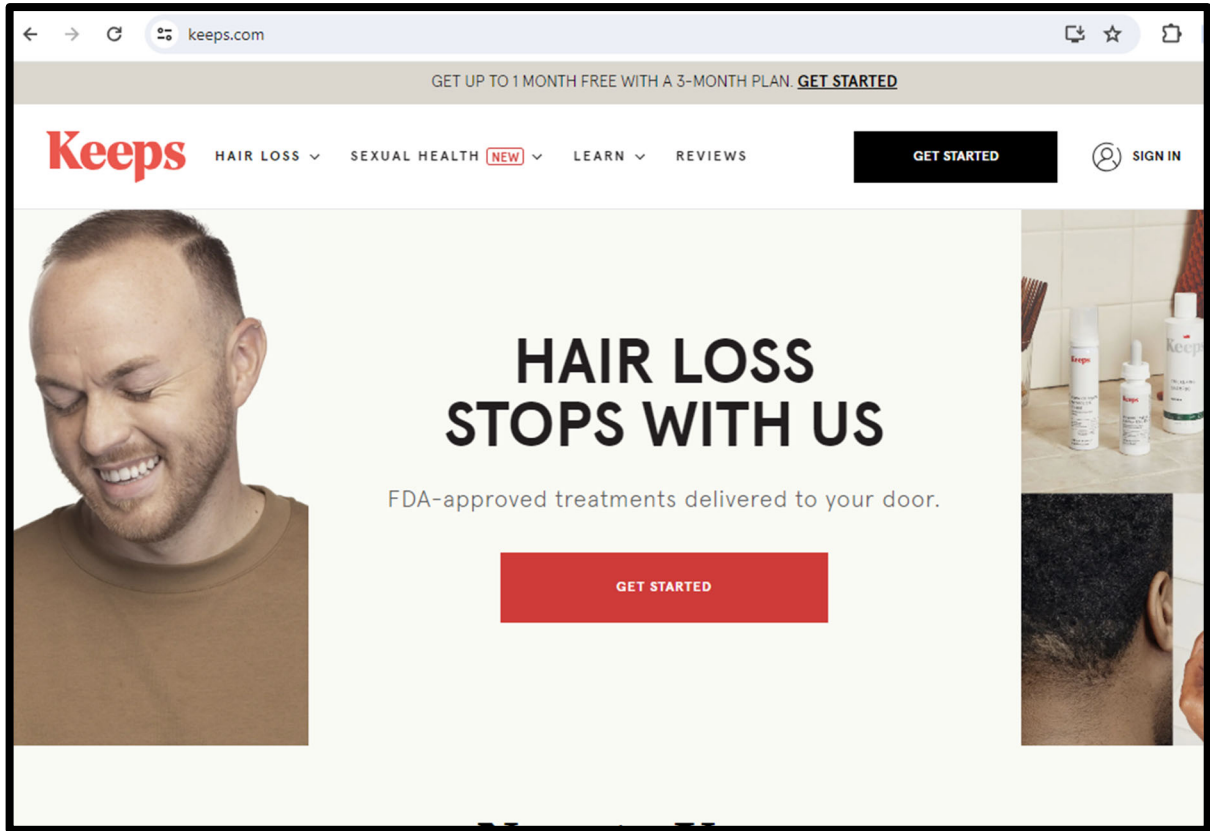 keeps.com
GET UP TO 1 MONTH FREE WITH A 3-MONTH PLAN. GET STARTED
Keeps
HAIR LOSS
SEXUAL HEALTH NEW
LEARN
REVIEWS
GET STARTED
SIGN IN
HAIR LOSS
STOPS WITH US
FDA-approved treatments delivered to your door.
GET STARTED
Keeps
Keeps